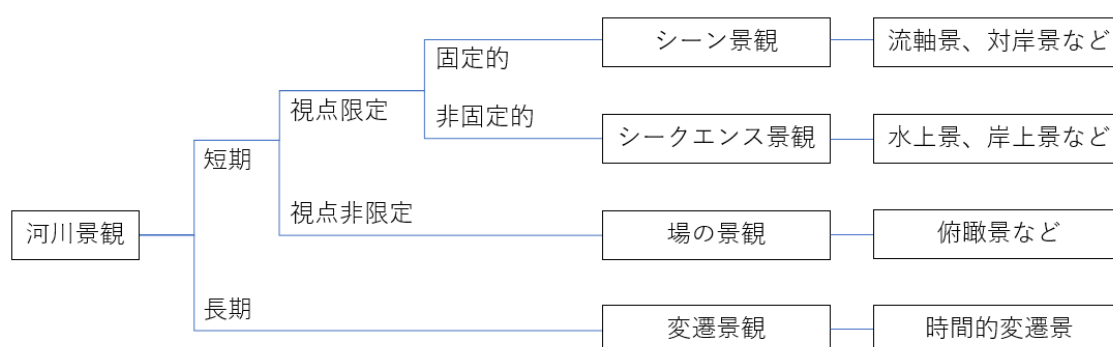 固定的
シーン景観
流軸景、対岸景など
視点限定
非固定的
シークエンス景観
水上景、岸上景など
短期
視点非限定
河川景観
場の景観
俯瞰景など
長期
変遷景観
時間的変遷景